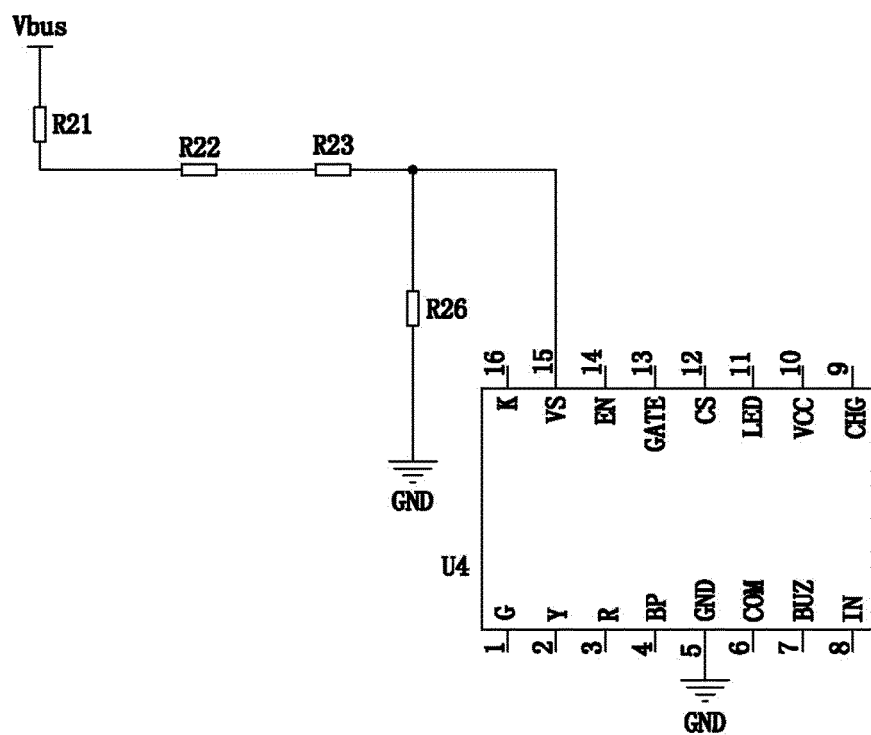 Vbus
R21
R22
R23
R26
GND
U4
16 15 14 13 12 11 10 9
K VS EN GATE CS LED VCC CHG
G Y R BP GND COM BUZ IN
1 2 3 4 5 6 7 8
GND